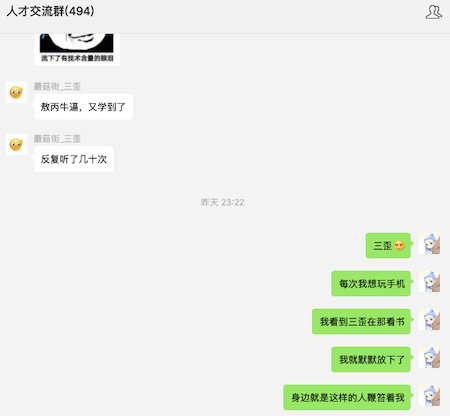 人才交流群(494)
流下了有技术含量的眼泪
蘑菇街_三歪
敖丙牛逼，又学到了
蘑菇街_三歪
反复听了几十次
昨天 23:22
三歪😍
每次我想玩手机
我看到三歪在那看书
我就默默放下了
身边就是这样的人鞭笞着我